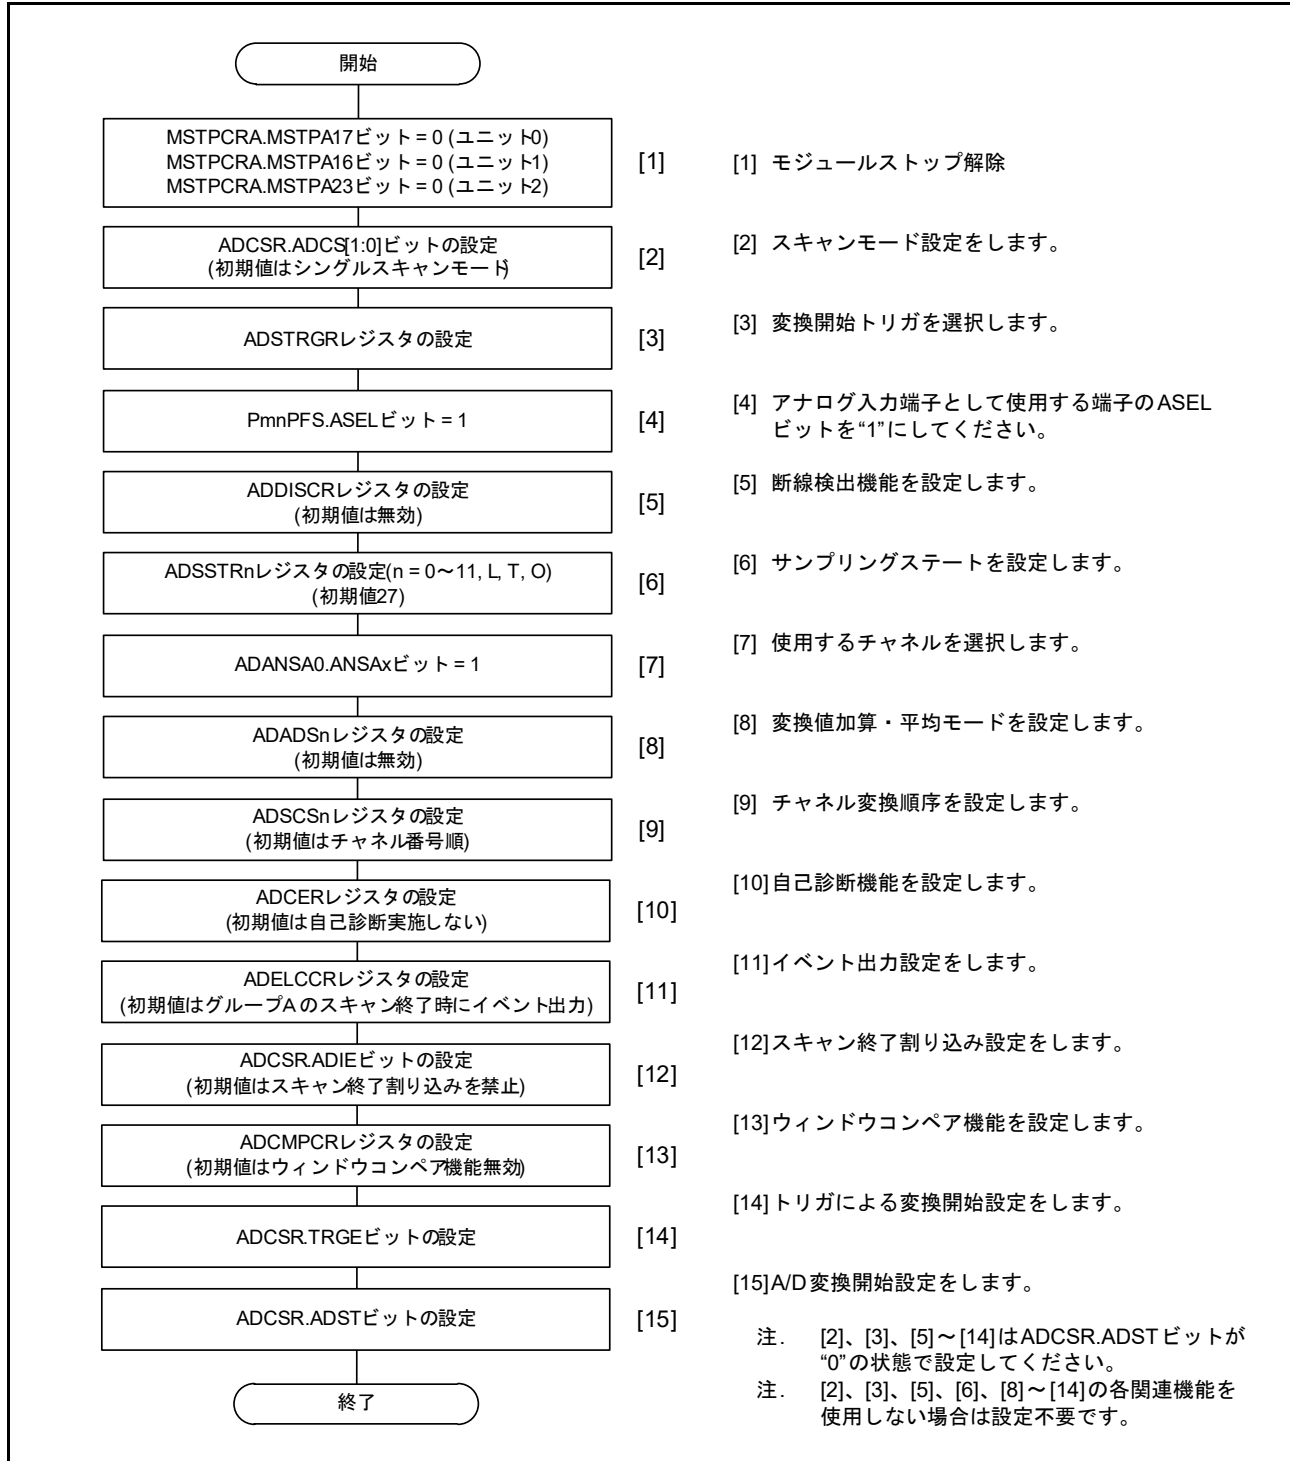 開始
MSTPCRA.MSTPA17ビット = 0 (ユニット0)
MSTPCRA.MSTPA16ビット = 0 (ユニット1)
MSTPCRA.MSTPA23ビット = 0 (ユニット2)
[1]
[1] モジュールストップ解除
ADCSR.ADCS[1:0]ビットの設定
(初期値はシングルスキャンモード)
[2]
[2] スキャンモード設定をします。
ADSTRGRレジスタの設定
[3]
[3] 変換開始トリガを選択します。
PmnPFS.ASELビット = 1
[4]
[4] アナログ入力端子として使用する端子のASEL
ビットを“1”にしてください。
ADDISCRレジスタの設定
(初期値は無効)
[5]
[5] 断線検出機能を設定します。
ADSSTRnレジスタの設定(n = 0～11, L, T, O)
(初期値27)
[6]
[6] サンプリングステートを設定します。
ADANSA0.ANSAxビット = 1
[7]
[7] 使用するチャネルを選択します。
ADADSnレジスタの設定
(初期値は無効)
[8]
[8] 変換値加算・平均モードを設定します。
ADSCSnレジスタの設定
(初期値はチャネル番号順)
[9]
[9] チャネル変換順序を設定します。
ADCERレジスタの設定
(初期値は自己診断実施しない)
[10]
[10]自己診断機能を設定します。
ADELCCRレジスタの設定
(初期値はグループAのスキャン終了時にイベント出力)
[11]
[11]イベント出力設定をします。
ADCSR.ADIEビットの設定
(初期値はスキャン終了割り込みを禁止)
[12]
[12]スキャン終了割り込み設定をします。
ADCMPCRレジスタの設定
(初期値はウィンドウコンペア機能無効)
[13]
[13]ウィンドウコンペア機能を設定します。
ADCSR.TRGEビットの設定
[14]
[14]トリガによる変換開始設定をします。
ADCSR.ADSTビットの設定
[15]
[15]A/D変換開始設定をします。
終了
注. [2]、[3]、[5]～[14]はADCSR.ADSTビットが
“0”の状態で設定してください。
注. [2]、[3]、[5]、[6]、[8]～[14]の各関連機能を
使用しない場合は設定不要です。